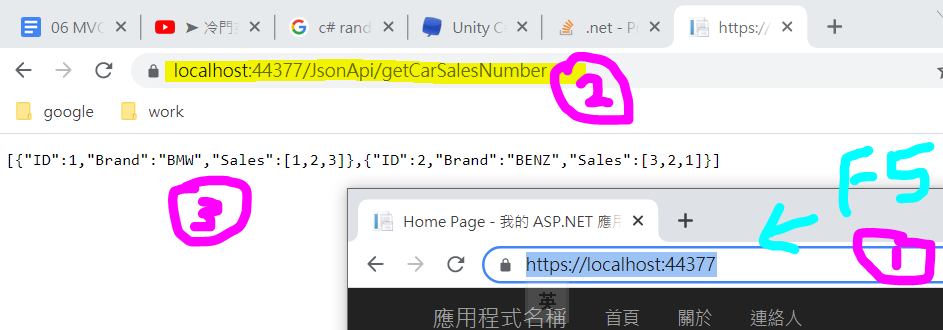 06 MVC
➤ 冷門
c# rand
Unity C
.net - P
https://
localhost:44377/JsonApi/getCarSalesNumber
2
google
work
[{"ID":1,"Brand":"BMW","Sales":[1,2,3]},{"ID":2,"Brand":"BENZ","Sales":[3,2,1]}]
3
F5
Home Page - 我的 ASP.NET 應用
1
https://localhost:44377
英
應用程式名稱 首頁 關於 連絡人